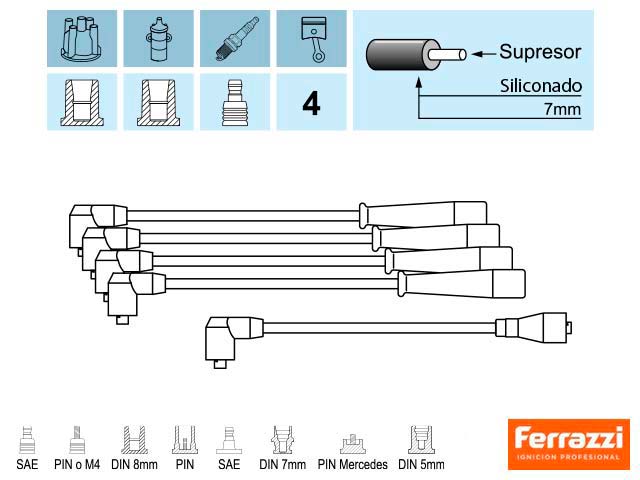 Supresor
Siliconado
7mm
4
SAE PIN o M4 DIN 8mm PIN SAE DIN 7mm PIN Mercedes DIN 5mm
Ferrazzi
IGNICION PROFESIONAL